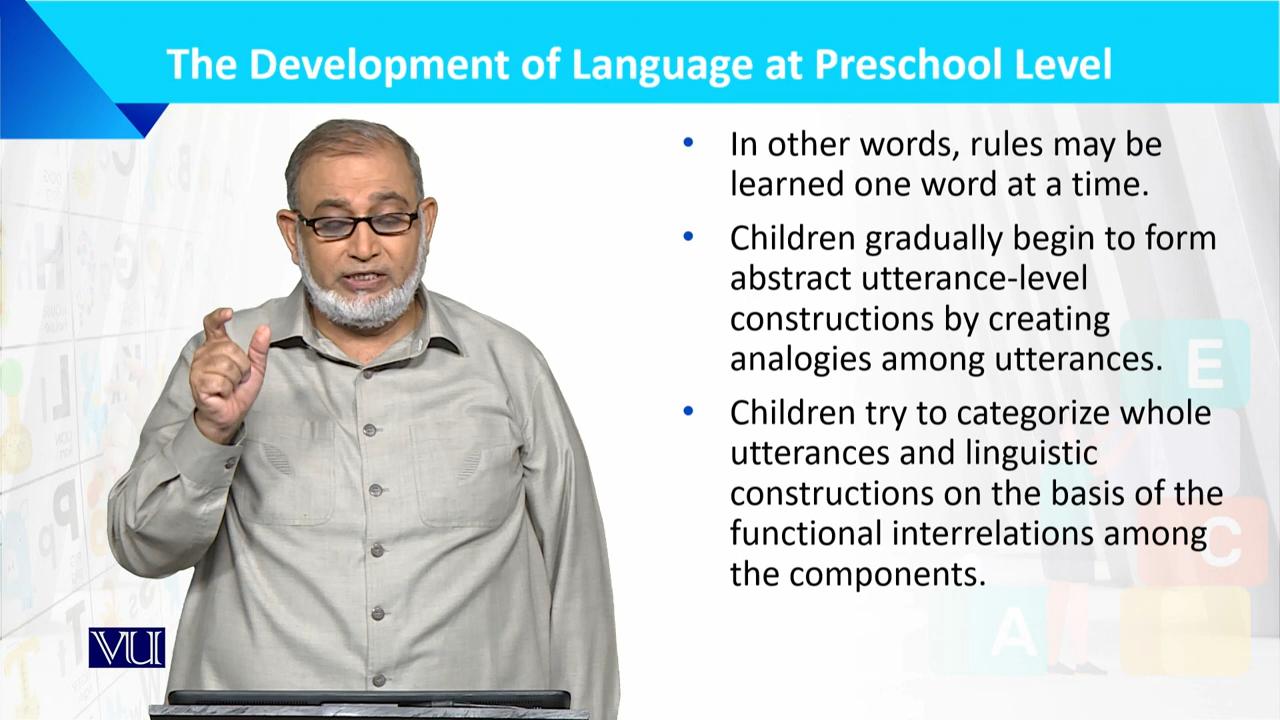 The Development of Language at Preschool Level
• In other words, rules may be
learned one word at a time.
• Children gradually begin to form
abstract utterance-level
constructions by creating
analogies among utterances.
• Children try to categorize whole
utterances and linguistic
constructions on the basis of the
functional interrelations among
the components.
VU
E
C
A